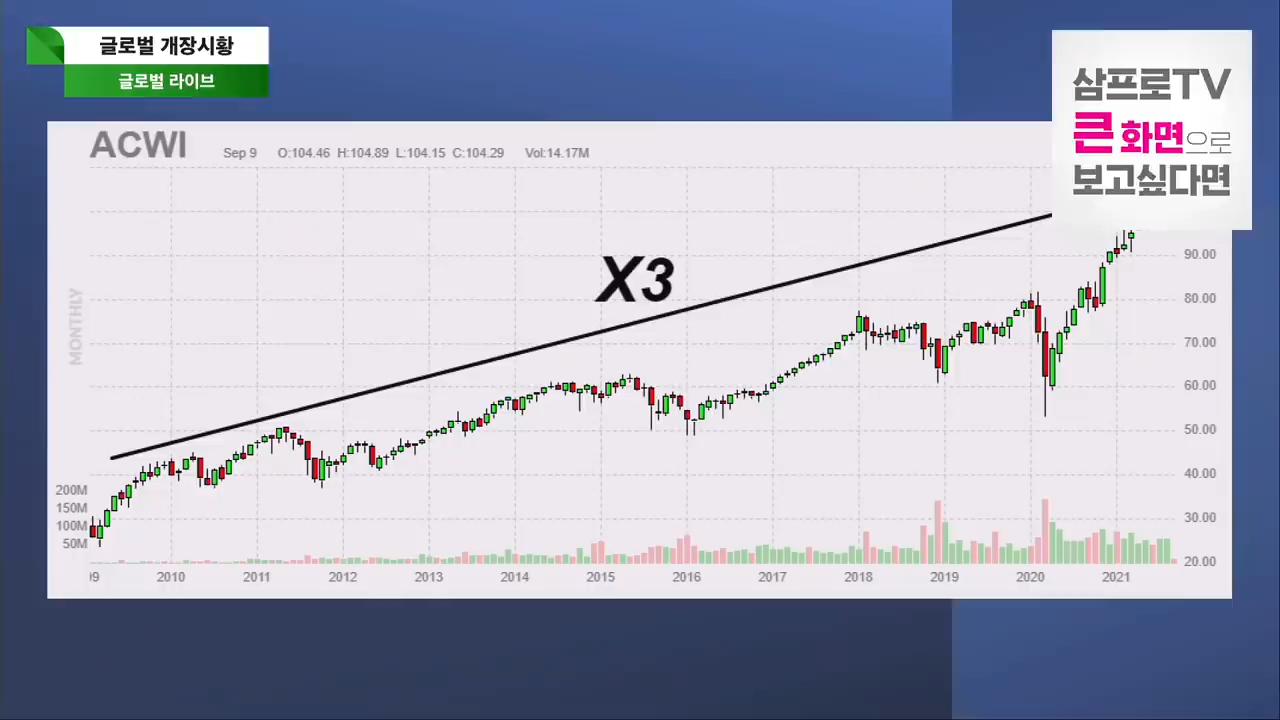 글로벌 개장시황
글로벌 라이브
삼프로TV
큰 화면으로
보고싶다면
ACWI
Sep 9 O:104.46 H:104.89 L:104.15 C:104.29 Vol:14.17M
X3
MONTHLY
90.00
80.00
70.00
60.00
50.00
40.00
30.00
20.00
200M
150M
100M
50M
2010 2011 2012 2013 2014 2015 2016 2017 2018 2019 2020 2021